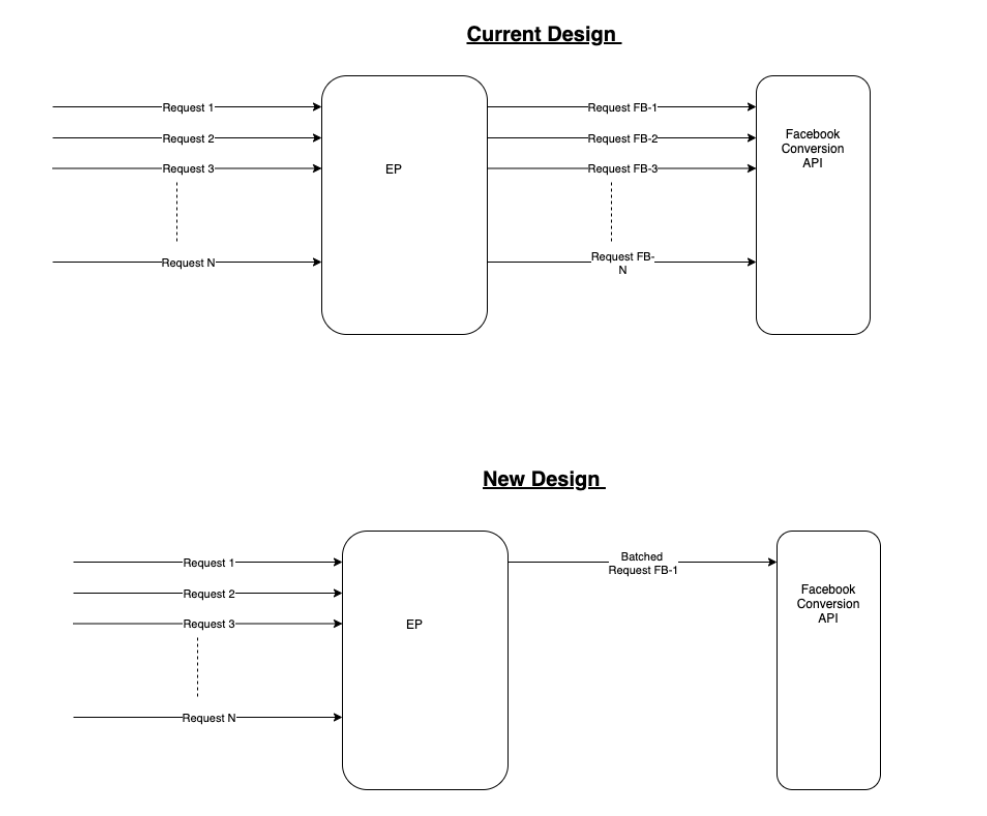 Current Design
Request 1
Request FB-1
Request 2
Request FB-2
Request 3
Request FB-3
EP
Facebook
Conversion
API
Request N
Request FB-
N
New Design
Request 1
Batched
Request FB-1
Request 2
Request 3
EP
Facebook
Conversion
API
Request N